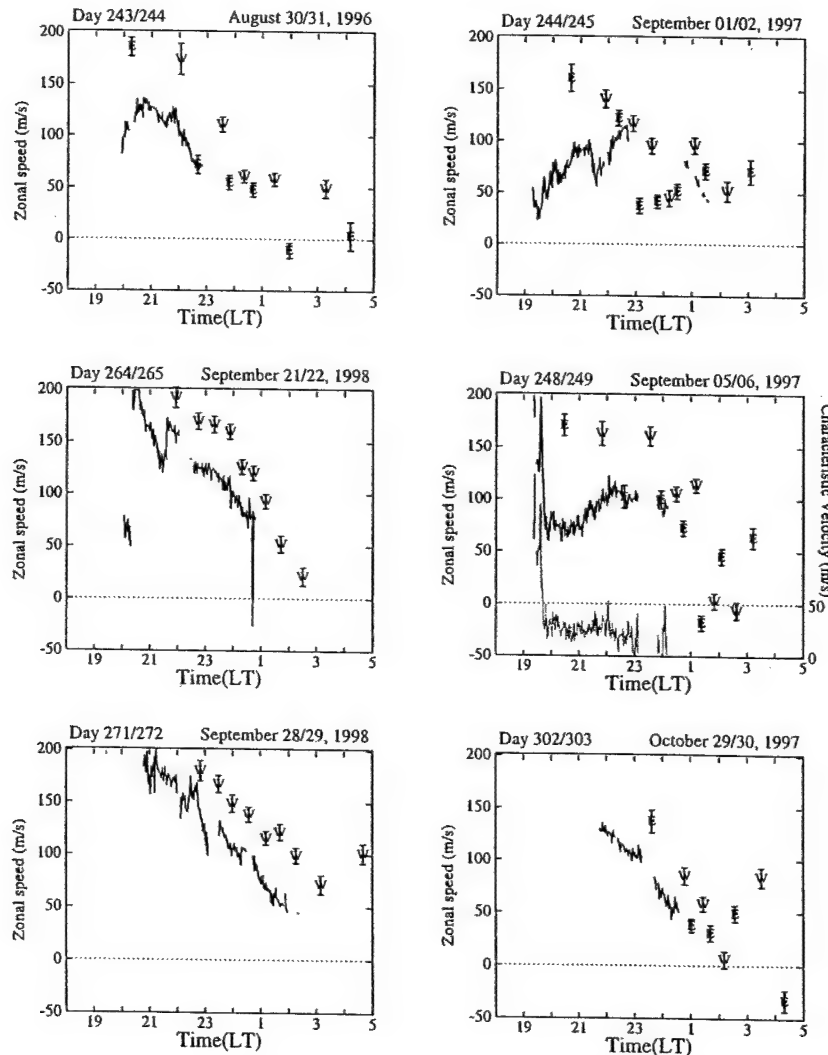 Day 243/244 August 30/31, 1996
200
150
100
50
0
-50
Zonal speed (m/s)
19 21 23 1 3 5
Time(LT)
Day 244/245 September 01/02, 1997
200
150
100
50
0
-50
Zonal speed (m/s)
19 21 23 1 3 5
Time(LT)
Day 264/265 September 21/22, 1998
200
150
100
50
0
-50
Zonal speed (m/s)
19 21 23 1 3 5
Time(LT)
Day 248/249 September 05/06, 1997
200
150
100
50
0
-50
Zonal speed (m/s)
50
0
Characteristic Velocity (m/s)
19 21 23 1 3 5
Time(LT)
Day 271/272 September 28/29, 1998
200
150
100
50
0
-50
Zonal speed (m/s)
19 21 23 1 3 5
Time(LT)
Day 302/303 October 29/30, 1997
200
150
100
50
0
-50
Zonal speed (m/s)
19 21 23 1 3 5
Time(LT)